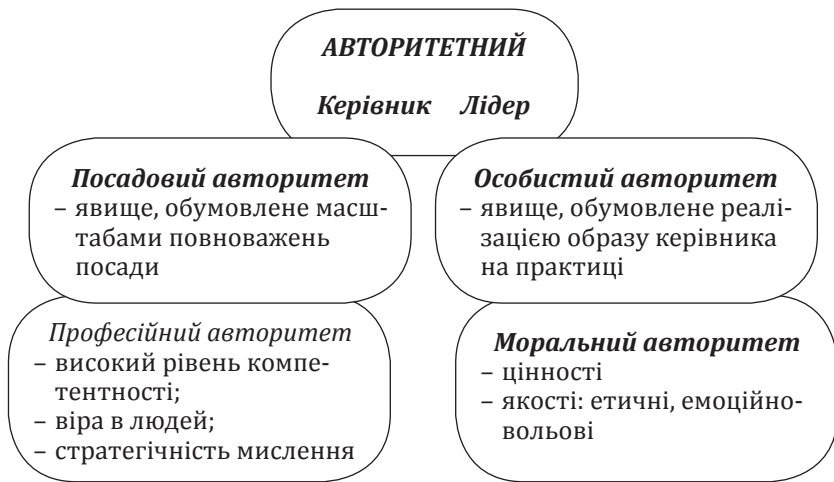 АВТОРИТЕТНИЙ
Керівник Лідер
Посадовий авторитет
– явище, обумовлене масш-
табами повноважень
посади
Особистий авторитет
– явище, обумовлене реалі-
зацією образу керівника
на практиці
Професійний авторитет
– високий рівень компе-
тентності;
– віра в людей;
– стратегічність мислення
Моральний авторитет
– цінності
– якості: етичні, емоційно-
вольові